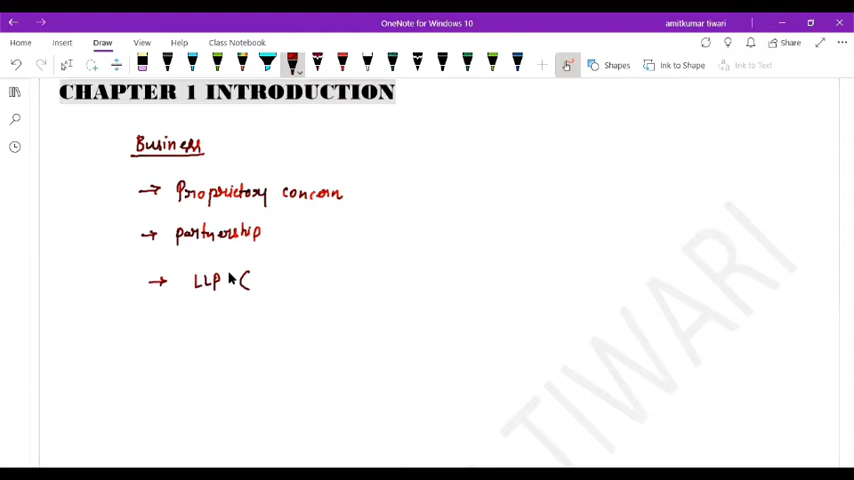 OneNote for Windows 10
amitkumar tiwari
Home Insert Draw View Help Class Notebook
Share
Shapes Ink to Shape Ink to Text
CHAPTER 1 INTRODUCTION
Business
→ Proprietory concern
→ partnership
→ LLP (
TIWARI